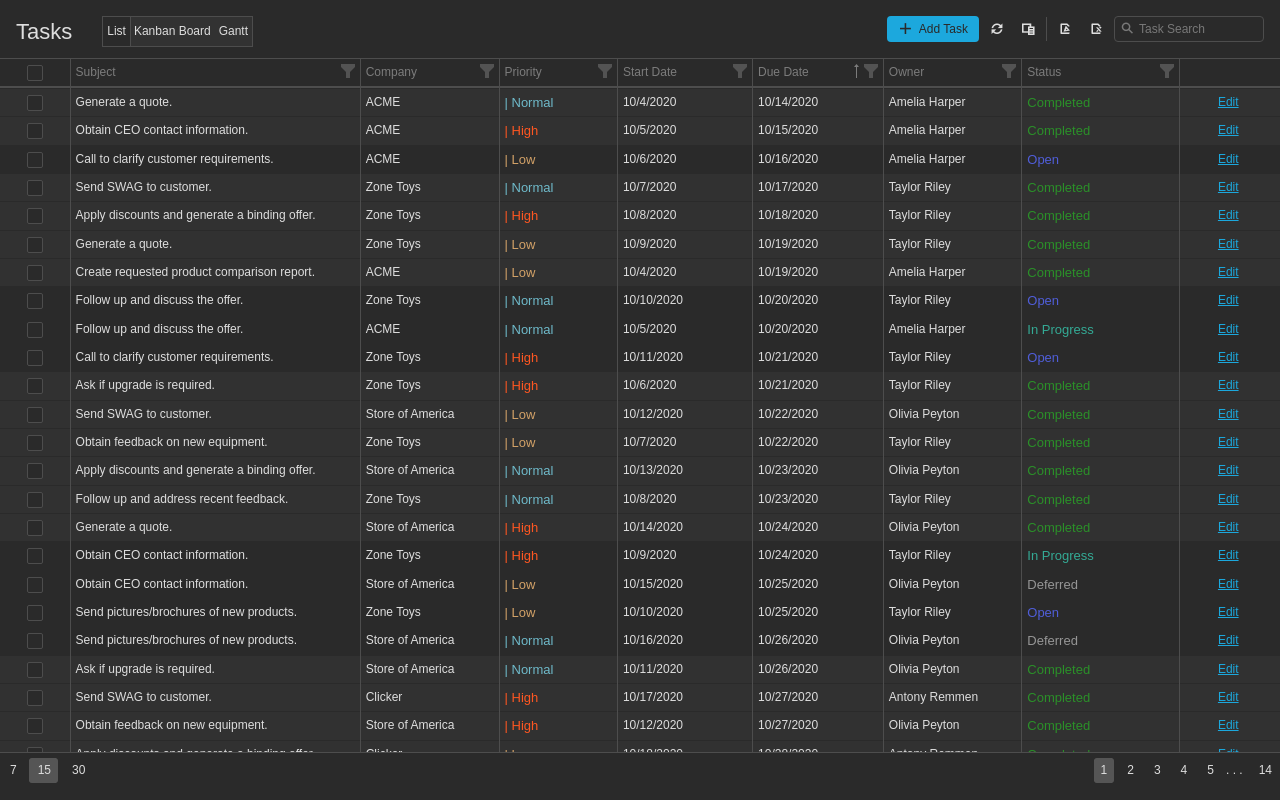 Tasks List Kanban Board Gantt Add Task Task Search
Subject Company Priority Start Date Due Date Owner Status
Generate a quote. ACME | Normal 10/4/2020 10/14/2020 Amelia Harper Completed Edit
Obtain CEO contact information. ACME | High 10/5/2020 10/15/2020 Amelia Harper Completed Edit
Call to clarify customer requirements. ACME | Low 10/6/2020 10/16/2020 Amelia Harper Open Edit
Send SWAG to customer. Zone Toys | Normal 10/7/2020 10/17/2020 Taylor Riley Completed Edit
Apply discounts and generate a binding offer. Zone Toys | High 10/8/2020 10/18/2020 Taylor Riley Completed Edit
Generate a quote. Zone Toys | Low 10/9/2020 10/19/2020 Taylor Riley Completed Edit
Create requested product comparison report. ACME | Low 10/4/2020 10/19/2020 Amelia Harper Completed Edit
Follow up and discuss the offer. Zone Toys | Normal 10/10/2020 10/20/2020 Taylor Riley Open Edit
Follow up and discuss the offer. ACME | Normal 10/5/2020 10/20/2020 Amelia Harper In Progress Edit
Call to clarify customer requirements. Zone Toys | High 10/11/2020 10/21/2020 Taylor Riley Open Edit
Ask if upgrade is required. Zone Toys | High 10/6/2020 10/21/2020 Taylor Riley Completed Edit
Send SWAG to customer. Store of America | Low 10/12/2020 10/22/2020 Olivia Peyton Completed Edit
Obtain feedback on new equipment. Zone Toys | Low 10/7/2020 10/22/2020 Taylor Riley Completed Edit
Apply discounts and generate a binding offer. Store of America | Normal 10/13/2020 10/23/2020 Olivia Peyton Completed Edit
Follow up and address recent feedback. Zone Toys | Normal 10/8/2020 10/23/2020 Taylor Riley Completed Edit
Generate a quote. Store of America | High 10/14/2020 10/24/2020 Olivia Peyton Completed Edit
Obtain CEO contact information. Zone Toys | High 10/9/2020 10/24/2020 Taylor Riley In Progress Edit
Obtain CEO contact information. Store of America | Low 10/15/2020 10/25/2020 Olivia Peyton Deferred Edit
Send pictures/brochures of new products. Zone Toys | Low 10/10/2020 10/25/2020 Taylor Riley Open Edit
Send pictures/brochures of new products. Store of America | Normal 10/16/2020 10/26/2020 Olivia Peyton Deferred Edit
Ask if upgrade is required. Store of America | Normal 10/11/2020 10/26/2020 Olivia Peyton Completed Edit
Send SWAG to customer. Clicker | High 10/17/2020 10/27/2020 Antony Remmen Completed Edit
Obtain feedback on new equipment. Store of America | High 10/12/2020 10/27/2020 Olivia Peyton Completed Edit
7 15 30 1 2 3 4 5 . . . 14